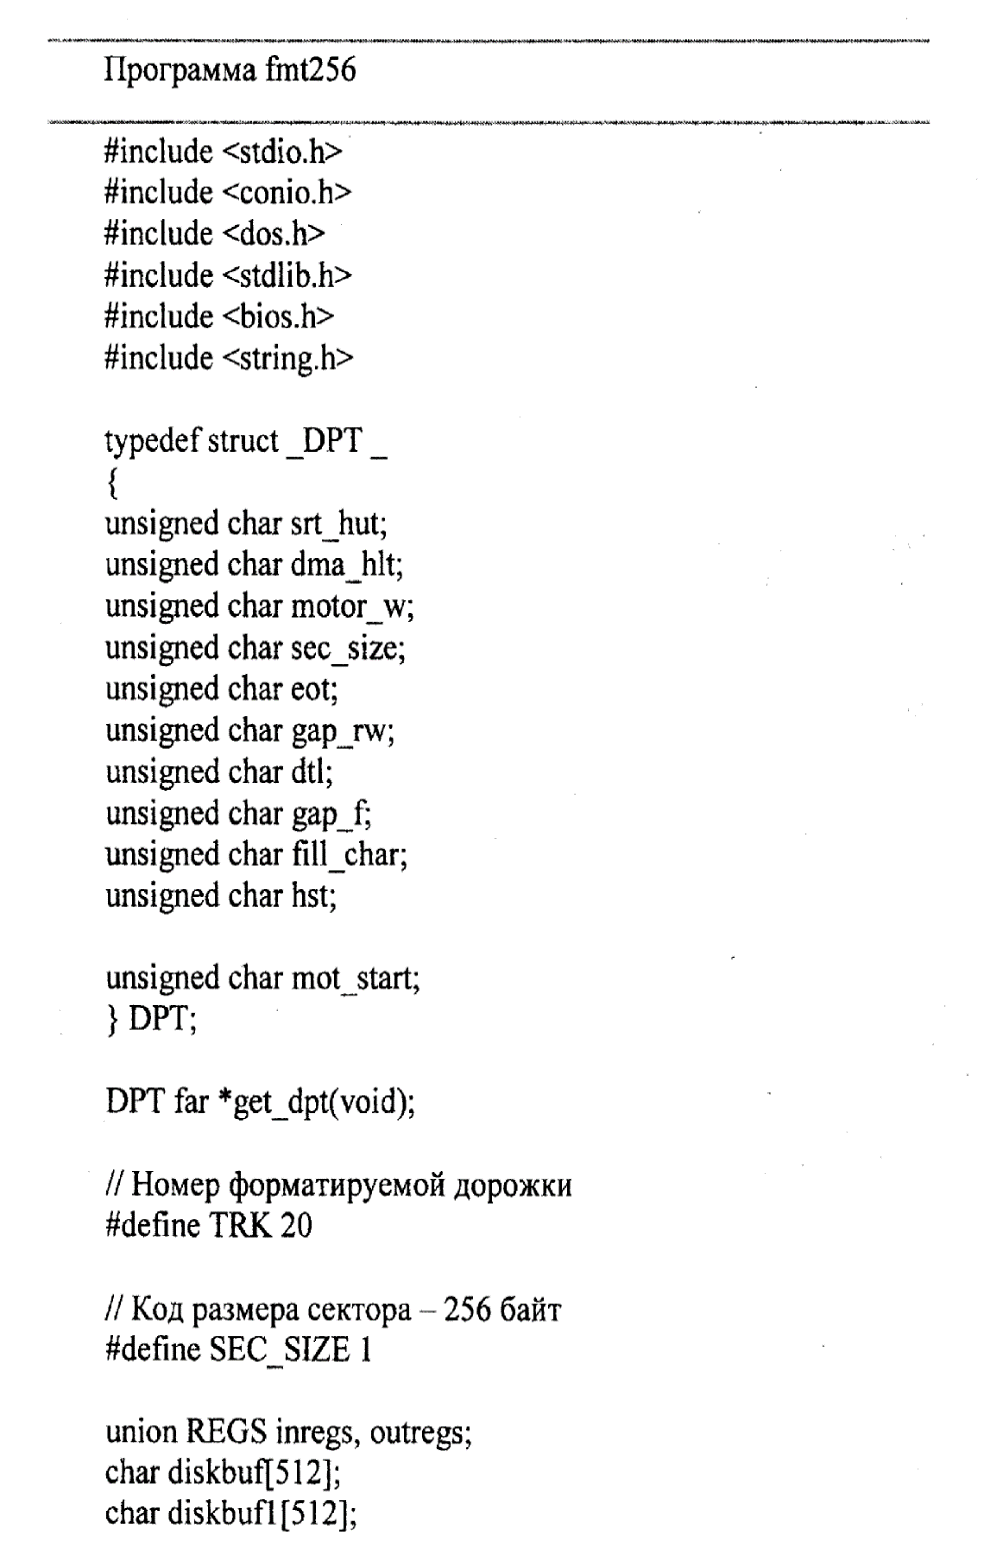 Программа fmt256
#include <stdio.h>
#include <conio.h>
#include <dos.h>
#include <stdlib.h>
#include <bios.h>
#include <string.h>
typedef struct _DPT _
{
unsigned char srt_hut;
unsigned char dma_hlt;
unsigned char motor_w;
unsigned char sec_size;
unsigned char eot;
unsigned char gap_rw;
unsigned char dtl;
unsigned char gap_f;
unsigned char fill_char;
unsigned char hst;
unsigned char mot_start;
} DPT;
DPT far *get_dpt(void);
// Номер форматируемой дорожки
#define TRK 20
// Код размера сектора – 256 байт
#define SEC_SIZE 1
union REGS inregs, outregs;
char diskbuf[512];
char diskbuf1[512];